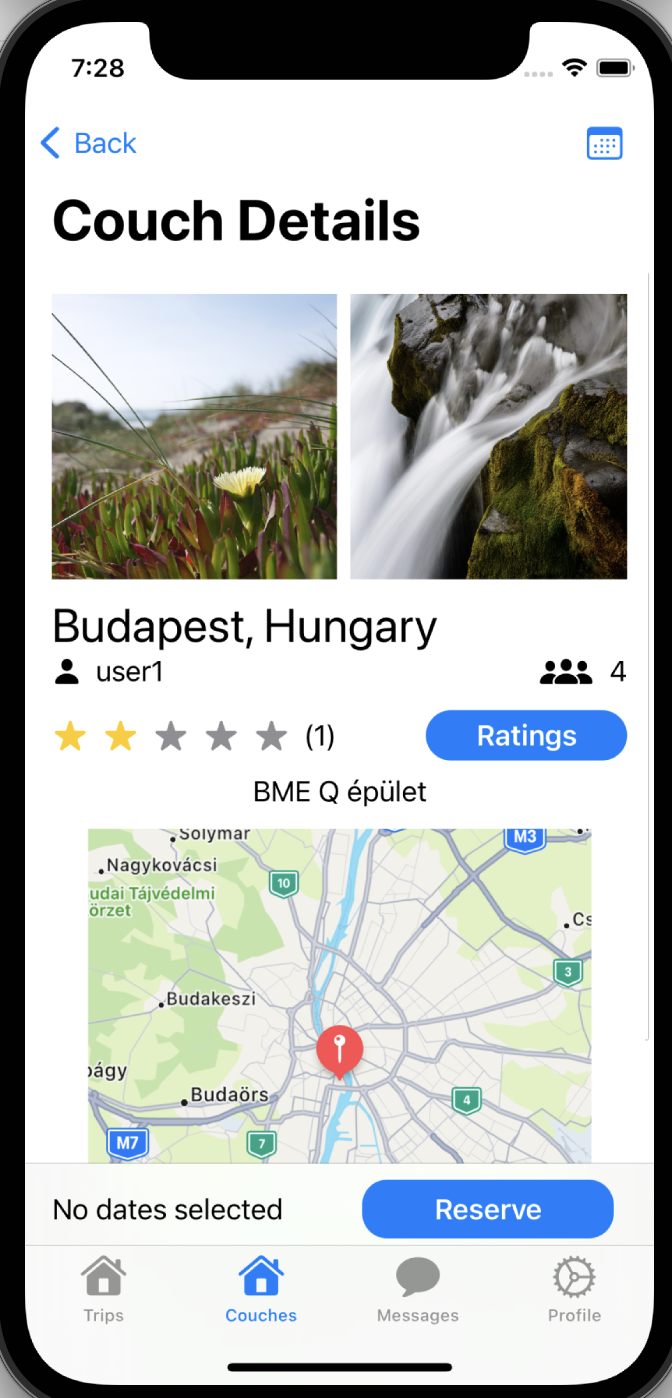 7:28
Back
Couch Details
Budapest, Hungary
user1
4
(1)
Ratings
BME Q épület
Solymár
M3
Nagykovácsi
10
udai Tájvédelmi
örzet
Cs
3
Budakeszi
bágy
Budaörs
4
M7
7
No dates selected
Reserve
Trips
Couches
Messages
Profile